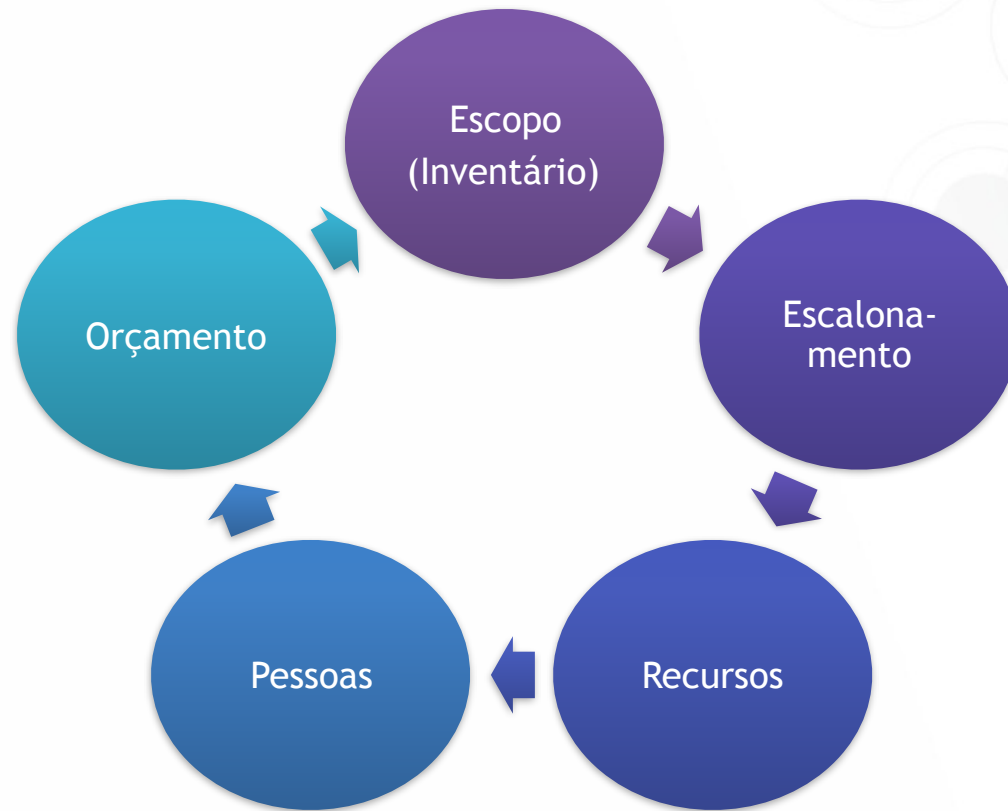 Escopo
(Inventário)
Escalona-
mento
Recursos
Pessoas
Orçamento